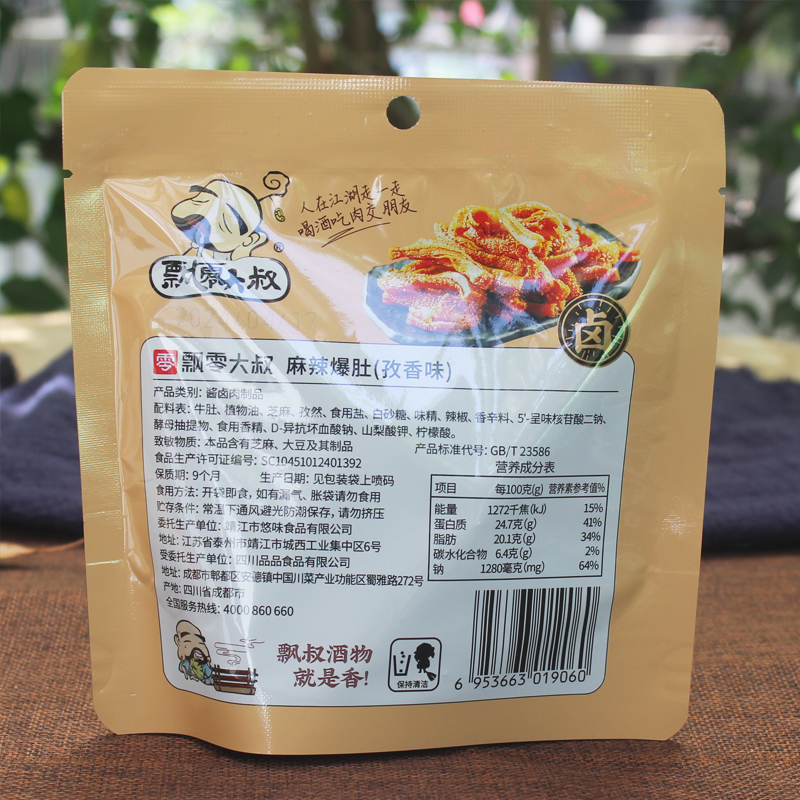 人在江湖走一走
喝酒吃肉交朋友
飘零大叔
®
卤
零 飘零大叔 麻辣爆肚(孜香味)
产品类别: 酱卤肉制品
配料表: 牛肚、植物油、芝麻、孜然、食用盐、白砂糖、味精、辣椒、香辛料、5'-呈味核苷酸二钠、
酵母抽提物、食用香精、D-异抗坏血酸钠、山梨酸钾、柠檬酸。
致敏物质: 本品含有芝麻、大豆及其制品
产品标准代号: GB/T 23586
食品生产许可证编号: SC10451012401392
保质期: 9个月 生产日期: 见包装袋上喷码
食用方法: 开袋即食, 如有漏气、胀袋请勿食用
贮存条件: 常温下通风避光防潮保存, 请勿挤压
委托生产单位: 靖江市悠味食品有限公司
地址: 江苏省泰州市靖江市城西工业集中区6号
受委托生产单位: 四川品品食品有限公司
地址: 成都市郫都区安德镇中国川菜产业功能区蜀雅路272号
产地: 四川省成都市
全国服务热线: 4000 860 660
营养成分表
项目 每100克(g) 营养素参考值%
能量 1272千焦(kJ) 15%
蛋白质 24.7克(g) 41%
脂肪 20.1克(g) 34%
碳水化合物 6.4克(g) 2%
钠 1280毫克(mg) 64%
飘叔酒物
就是香!
保持清洁
6 953663 019060